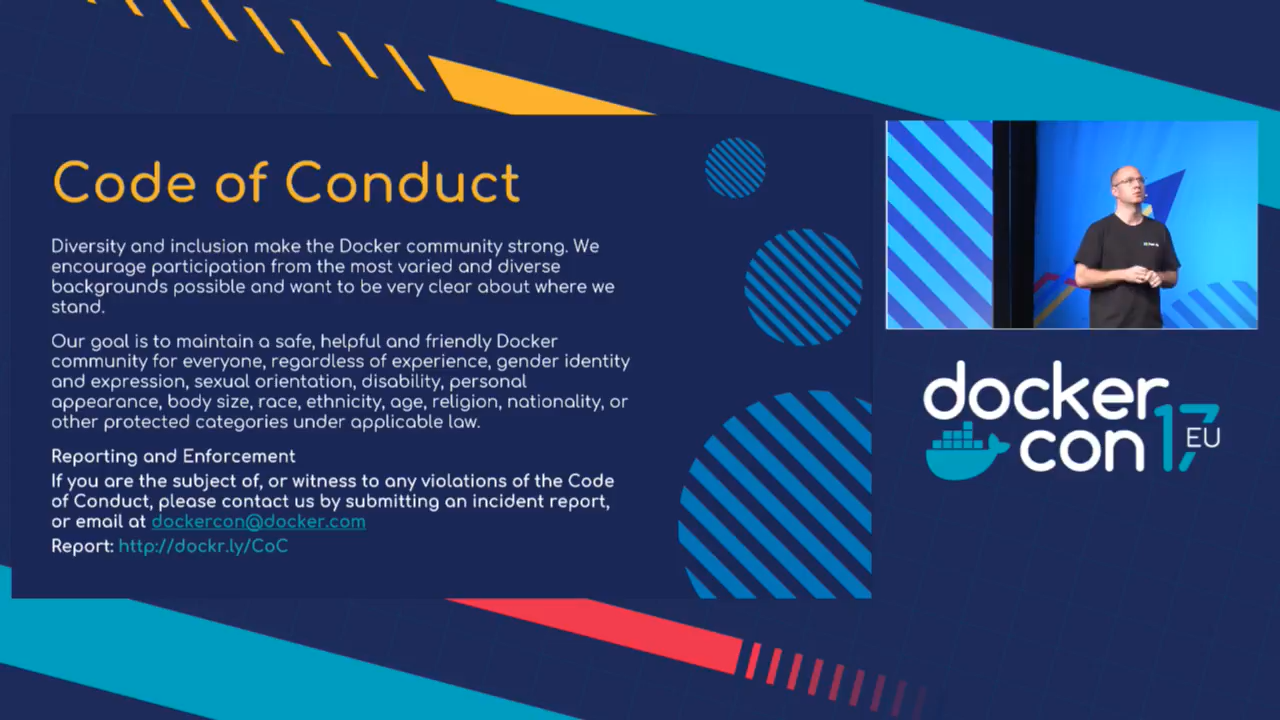 Code of Conduct
Diversity and inclusion make the Docker community strong. We
encourage participation from the most varied and diverse
backgrounds possible and want to be very clear about where we
stand.
Our goal is to maintain a safe, helpful and friendly Docker
community for everyone, regardless of experience, gender identity
and expression, sexual orientation, disability, personal
appearance, body size, race, ethnicity, age, religion, nationality, or
other protected categories under applicable law.
Reporting and Enforcement
If you are the subject of, or witness to any violations of the Code
of Conduct, please contact us by submitting an incident report,
or email at dockercon@docker.com
Report: http://dockr.ly/CoC
docker
con 17 EU